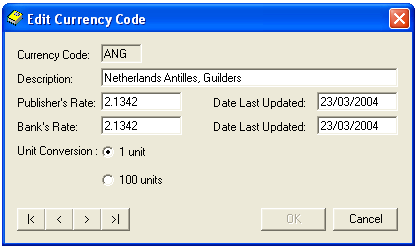 Edit Currency Code
Currency Code: ANG
Description: Netherlands Antilles, Guilders
Publisher's Rate: 2.1342 Date Last Updated: 23/03/2004
Bank's Rate: 2.1342 Date Last Updated: 23/03/2004
Unit Conversion : 1 unit
100 units
|< < > >| OK Cancel